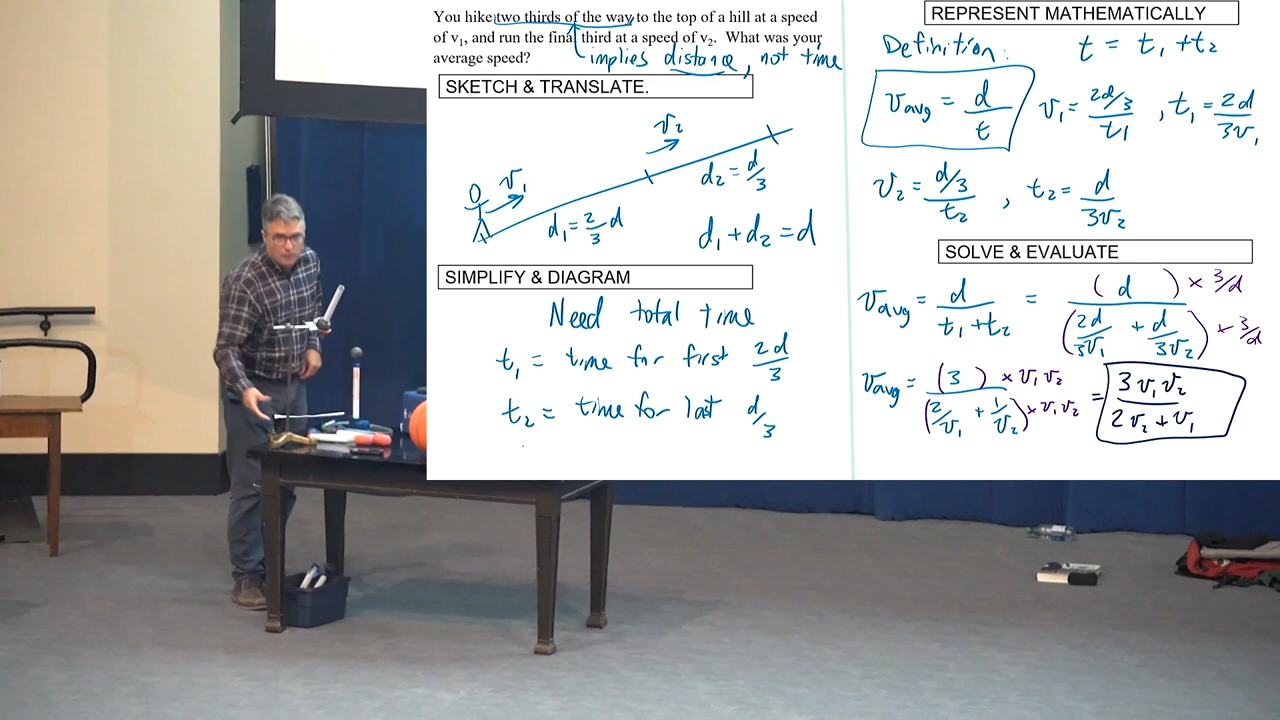 You hike two thirds of the way to the top of a hill at a speed
of v₁, and run the final third at a speed of v₂. What was your
average speed?
implies distance, not time
SKETCH & TRANSLATE.
v₂
v₁
d₂ = d/3
d₁ = 2/3 d
d₁ + d₂ = d
SIMPLIFY & DIAGRAM
Need total time
t₁ = time for first 2d/3
t₂ = time for last d/3
REPRESENT MATHEMATICALLY
Definition: t = t₁ + t₂
v_avg = d/t v₁ = (2d/3)/t₁ , t₁ = 2d/3v₁
v₂ = (d/3)/t₂ , t₂ = d/3v₂
SOLVE & EVALUATE
v_avg = d/(t₁ + t₂) = (d) × 3/d / (2d/3v₁ + d/3v₂) × 3/d
v_avg = (3) × v₁v₂ / (2/v₁ + 1/v₂) × v₁v₂ = 3v₁v₂ / 2v₂ + v₁